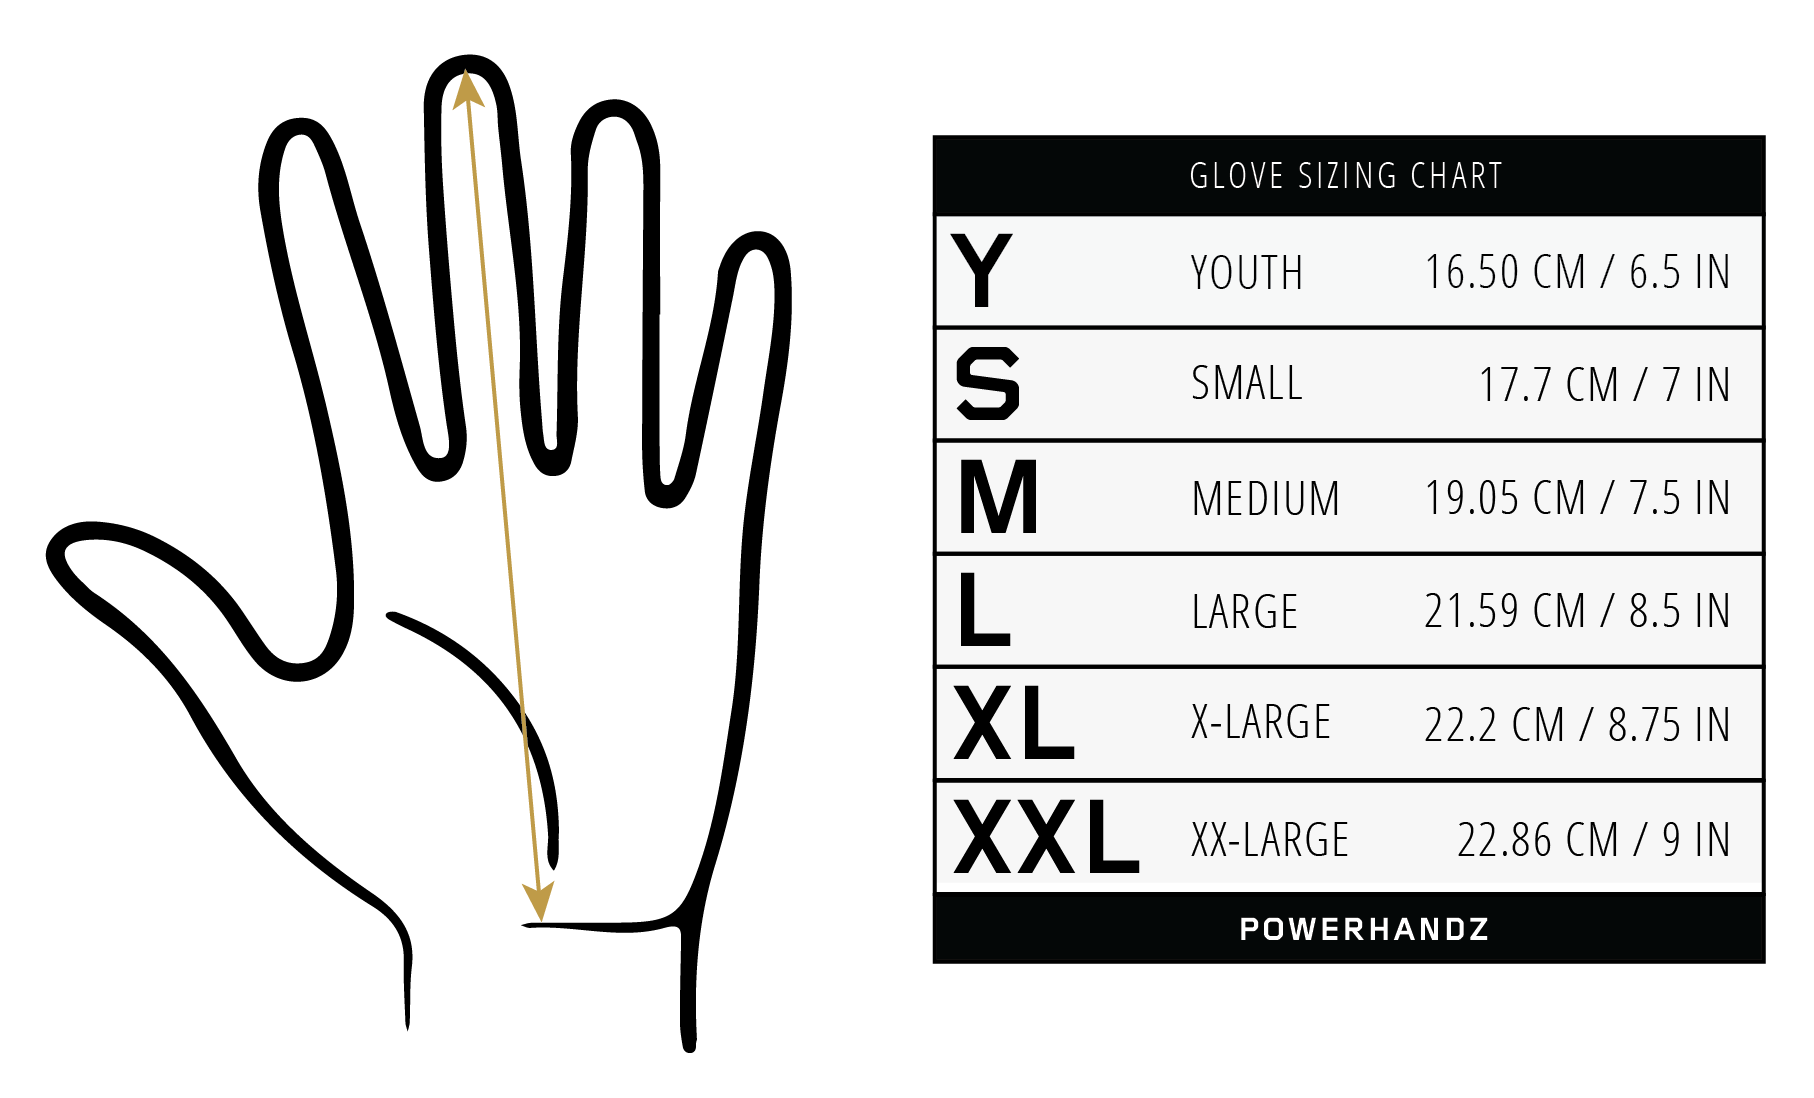 GLOVE SIZING CHART
Y YOUTH 16.50 CM / 6.5 IN
S SMALL 17.7 CM / 7 IN
M MEDIUM 19.05 CM / 7.5 IN
L LARGE 21.59 CM / 8.5 IN
XL X-LARGE 22.2 CM / 8.75 IN
XXL XX-LARGE 22.86 CM / 9 IN
POWERHANDZ